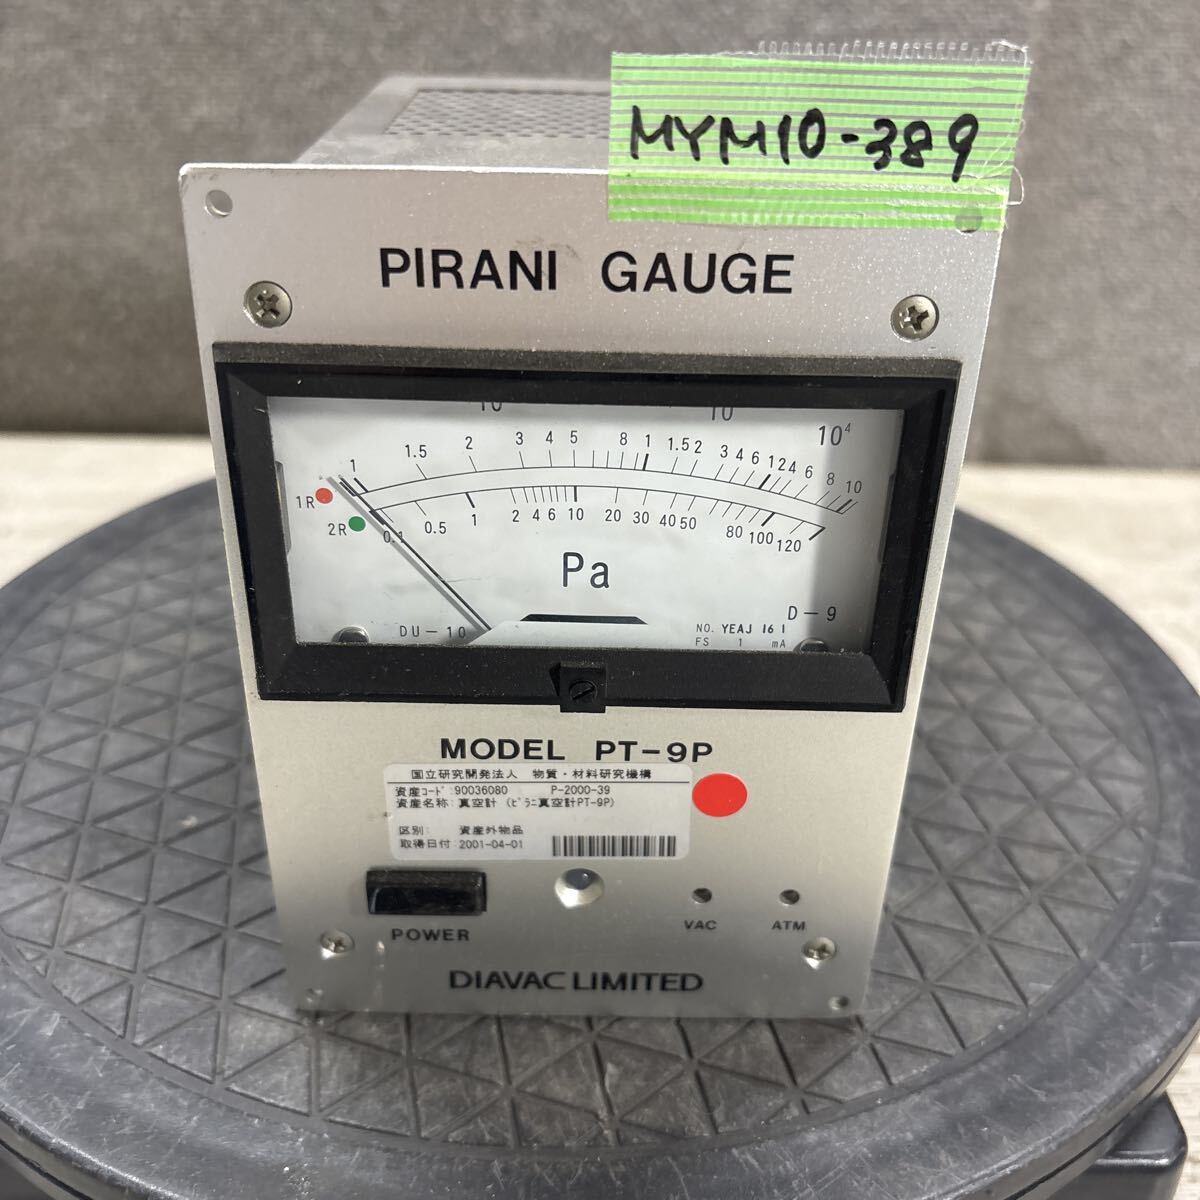 MYM10-389
PIRANI GAUGE
10 10 10⁴
1 1.5 2 3 4 5 8 1 1.5 2 3 4 6 1 2 4 6 8 10
1R
2R 0.1 0.5 1 2 4 6 10 20 30 40 50 80 100 120
Pa
D-9
DU-10
NO. YEAJ 161
FS 1 mA
MODEL PT-9P
国立研究開発法人 物質・材料研究機構
資産コード:90036080 P-2000-39
資産名称:真空計 (ピラニ真空計PT-9P)
区別: 資産外物品
取得日付:2001-04-01
POWER
VAC
ATM
DIAVAC LIMITED